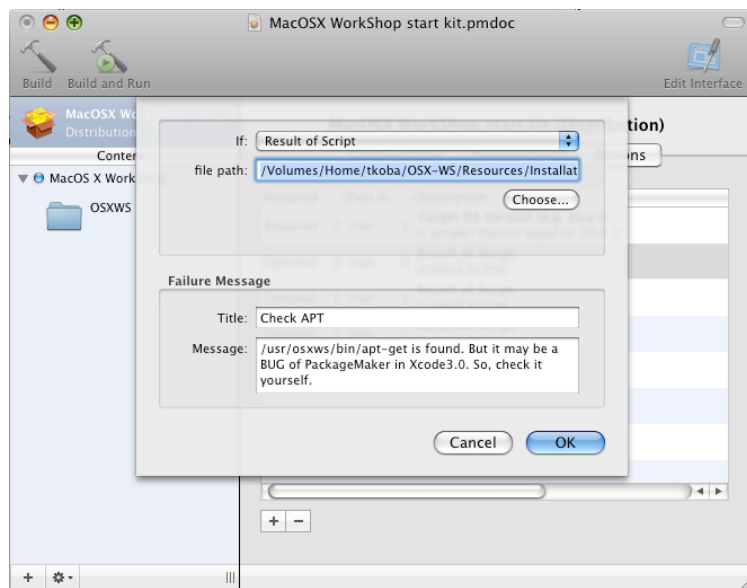 MacOSX WorkShop start kit.pmdoc
Build
Build and Run
Edit Interface
MacOSX Wo
Distribution
tion)
Conter
ons
MacOS X Work
OSXWS
If:
Result of Script
file path:
/Volumes/Home/tkoba/OSX-WS/Resources/Installat
Choose...
Failure Message
Title:
Check APT
Message:
/usr/osxws/bin/apt-get is found. But it may be a
BUG of PackageMaker in Xcode3.0. So, check it
yourself.
Cancel
OK